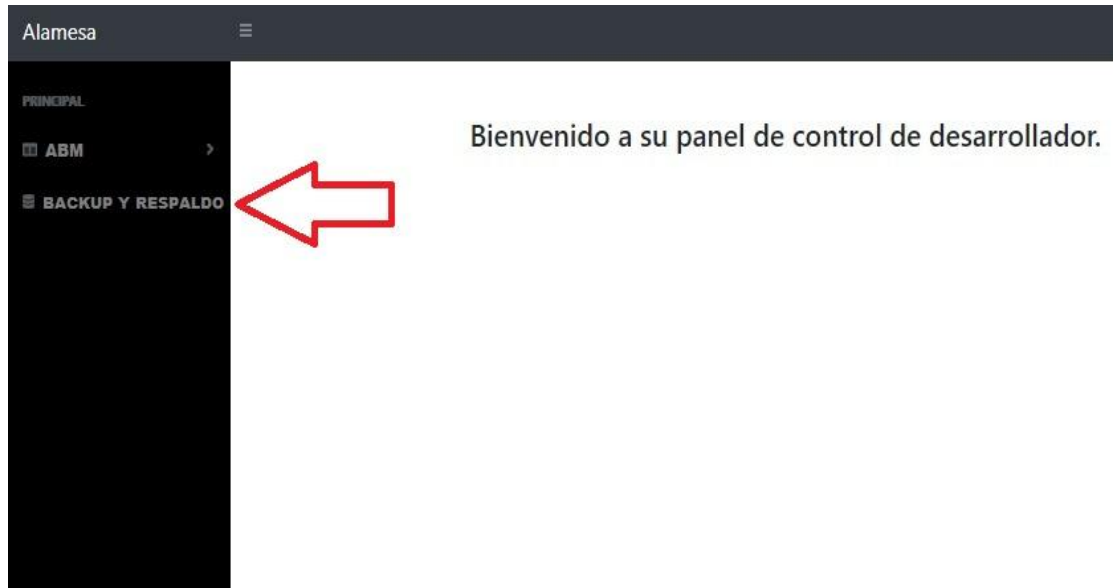 Alamesa
PRINCIPAL
ABM
BACKUP Y RESPALDO
Bienvenido a su panel de control de desarrollador.